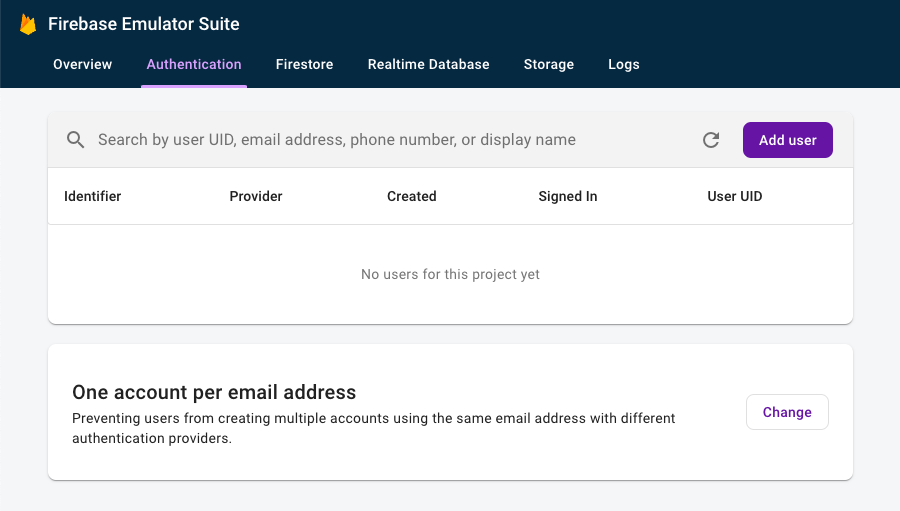 Firebase Emulator Suite
Overview Authentication Firestore Realtime Database Storage Logs
Search by user UID, email address, phone number, or display name Add user
Identifier Provider Created Signed In User UID
No users for this project yet
One account per email address
Preventing users from creating multiple accounts using the same email address with different
authentication providers.
Change